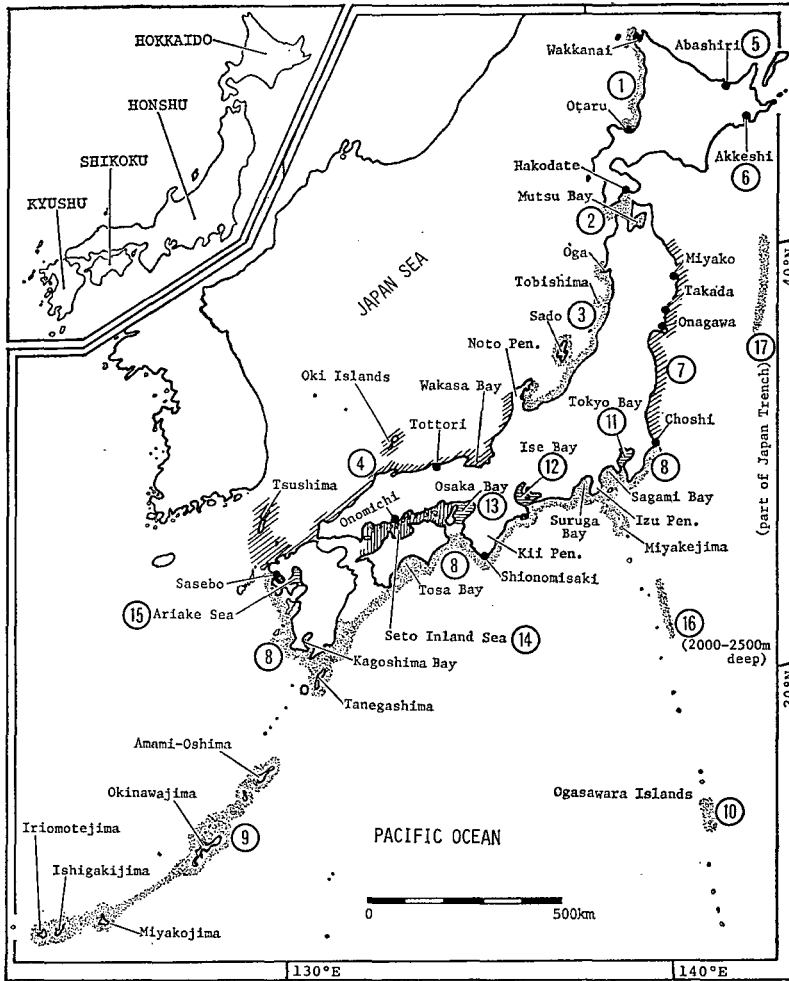 HOKKAIDO
HONSHU
SHIKOKU
KYUSHU
Wakkanai
Abashiri
5
1
Otaru
Akkeshi
6
Hakodate
Mutsu Bay
2
40°N
Oga
Miyako
JAPAN SEA
Tobishima
Takada
3
Sado
Onagawa
17
(part of Japan Trench)
Noto Pen.
7
Oki Islands
Wakasa Bay
Tokyo Bay
11
Choshi
Tottori
Ise Bay
4
12
8
Tsushima
Onomichi
Osaka Bay
13
Sagami Bay
Suruga
Bay
Izu Pen.
Kii Pen.
Miyakejima
Sasebo
8
Shionomisaki
Tosa Bay
15
Ariake Sea
16
Seto Inland Sea
14
(2000-2500m
deep)
8
Kagoshima Bay
30°N
Tanegashima
Amami-Oshima
Okinawajima
Ogasawara Islands
10
Iriomotejima
9
PACIFIC OCEAN
Ishigakijima
0
500km
Miyakojima
130°E
140°E